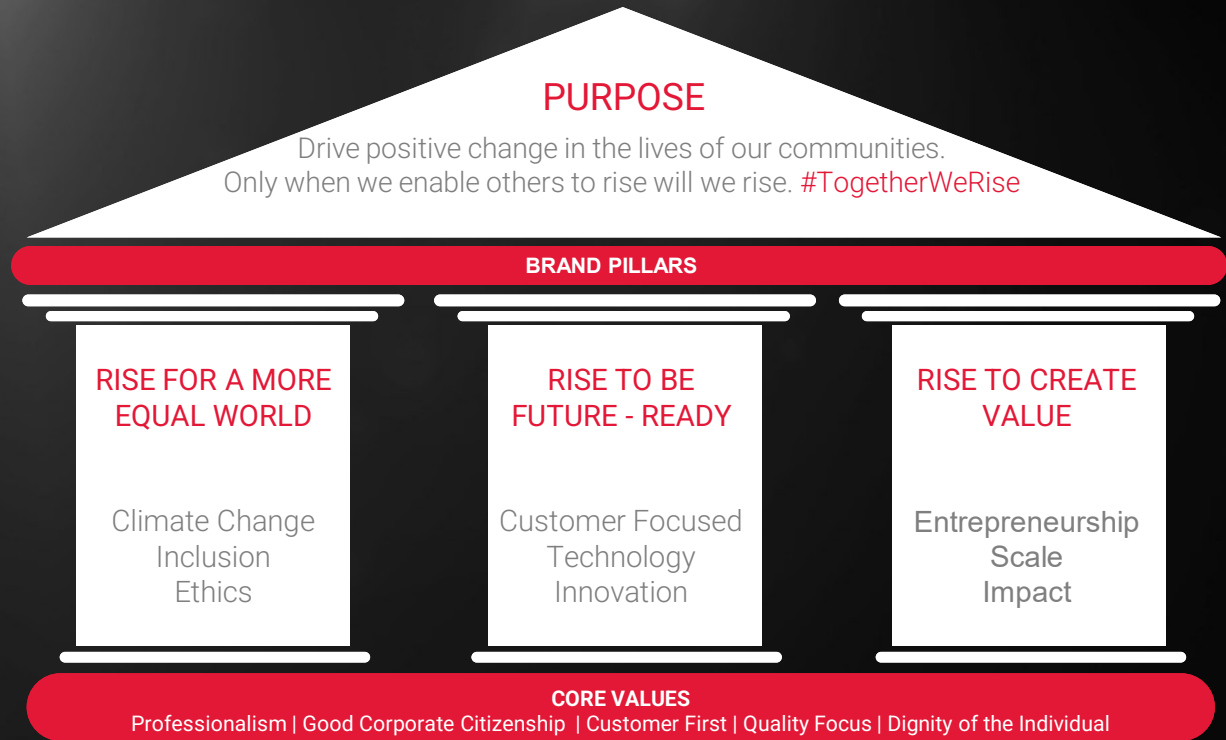 PURPOSE
Drive positive change in the lives of our communities.
Only when we enable others to rise will we rise. #TogetherWeRise
BRAND PILLARS
RISE FOR A MORE
EQUAL WORLD
Climate Change
Inclusion
Ethics
RISE TO BE
FUTURE - READY
Customer Focused
Technology
Innovation
RISE TO CREATE
VALUE
Entrepreneurship
Scale
Impact
CORE VALUES
Professionalism | Good Corporate Citizenship | Customer First | Quality Focus | Dignity of the Individual